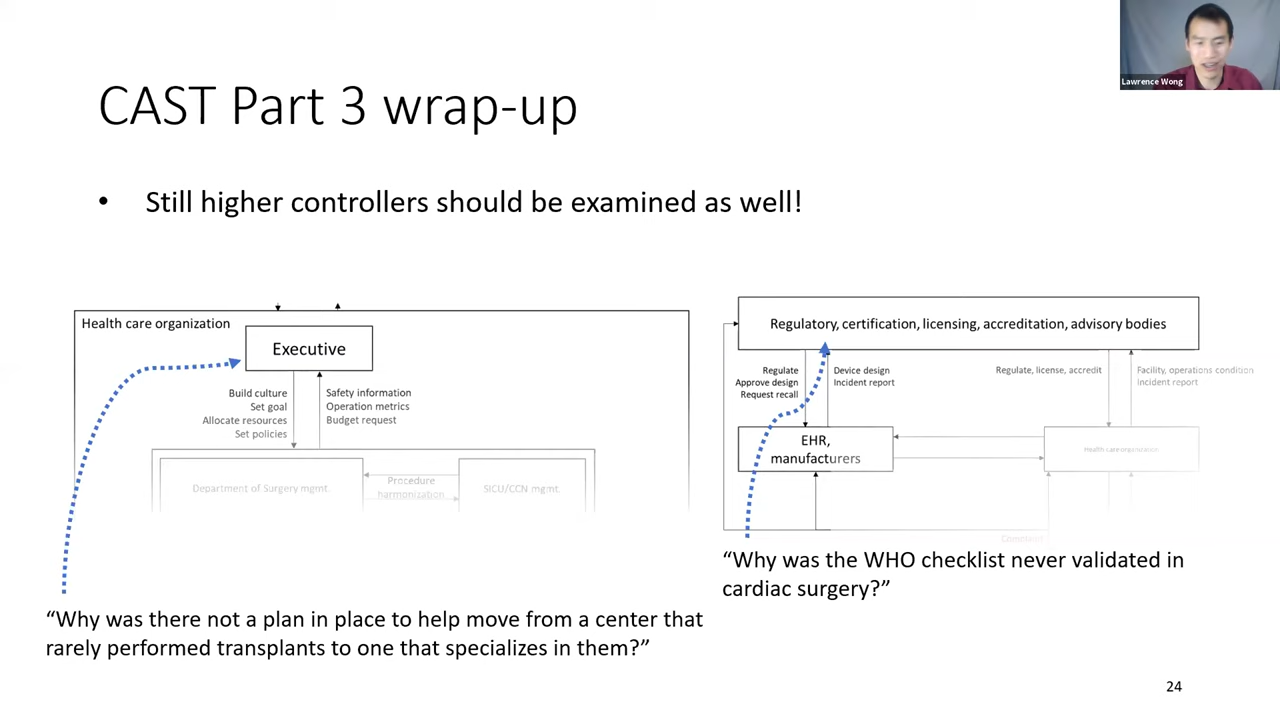 Lawrence Wong
CAST Part 3 wrap-up
• Still higher controllers should be examined as well!
Health care organization
Executive
Build culture
Set goal
Allocate resources
Set policies
Safety information
Operation metrics
Budget request
Department of Surgery mgmt.
Procedure
harmonization
SICU/CCN mgmt.
“Why was there not a plan in place to help move from a center that
rarely performed transplants to one that specializes in them?”
Regulatory, certification, licensing, accreditation, advisory bodies
Regulate
Approve design
Request recall
Device design
Incident report
Regulate, license, accredit
Facility, operations condition
Incident report
EHR,
manufacturers
Health care organization
Complaint
“Why was the WHO checklist never validated in
cardiac surgery?”
24